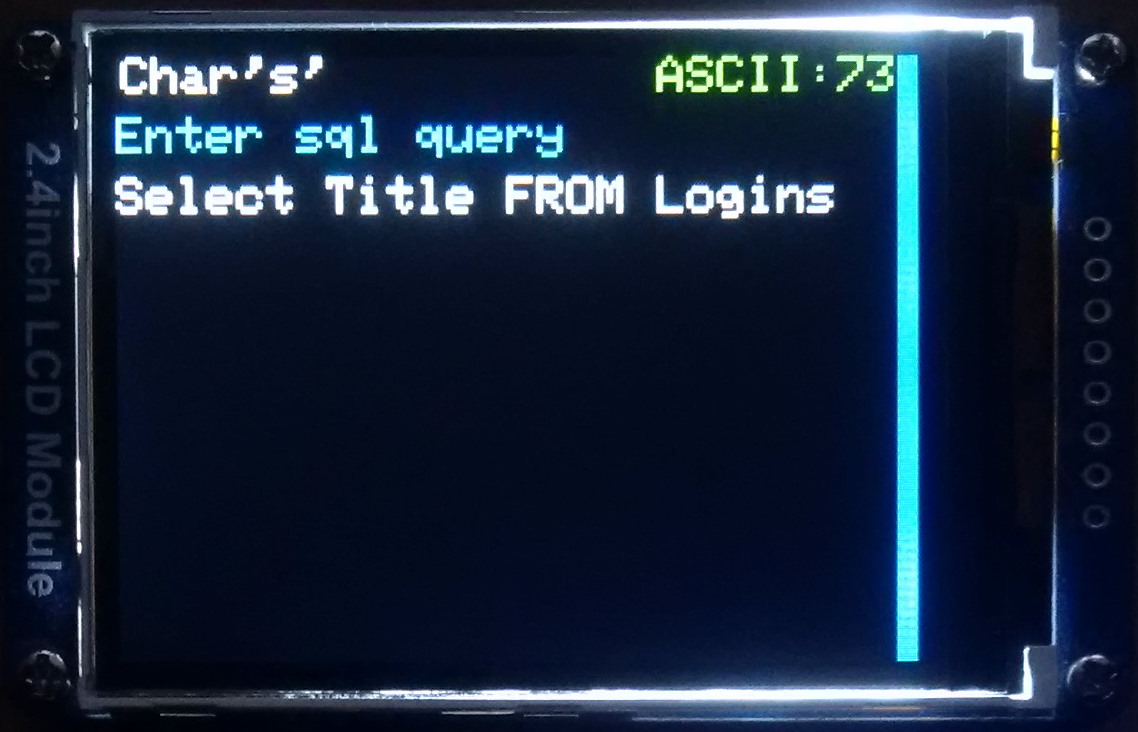 Char's' ASCII:73
Enter sql query
Select Title FROM Logins
2.4inch LCD Module